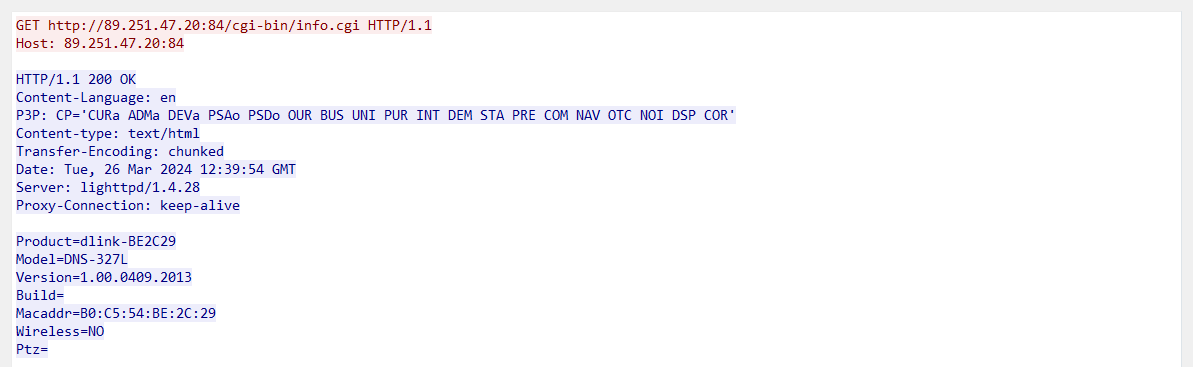 GET http://89.251.47.20:84/cgi-bin/info.cgi HTTP/1.1
Host: 89.251.47.20:84
HTTP/1.1 200 OK
Content-Language: en
P3P: CP='CURa ADMa DEVa PSAo PSDo OUR BUS UNI PUR INT DEM STA PRE COM NAV OTC NOI DSP COR'
Content-type: text/html
Transfer-Encoding: chunked
Date: Tue, 26 Mar 2024 12:39:54 GMT
Server: lighttpd/1.4.28
Proxy-Connection: keep-alive
Product=dlink-BE2C29
Model=DNS-327L
Version=1.00.0409.2013
Build=
Macaddr=B0:C5:54:BE:2C:29
Wireless=NO
Ptz=